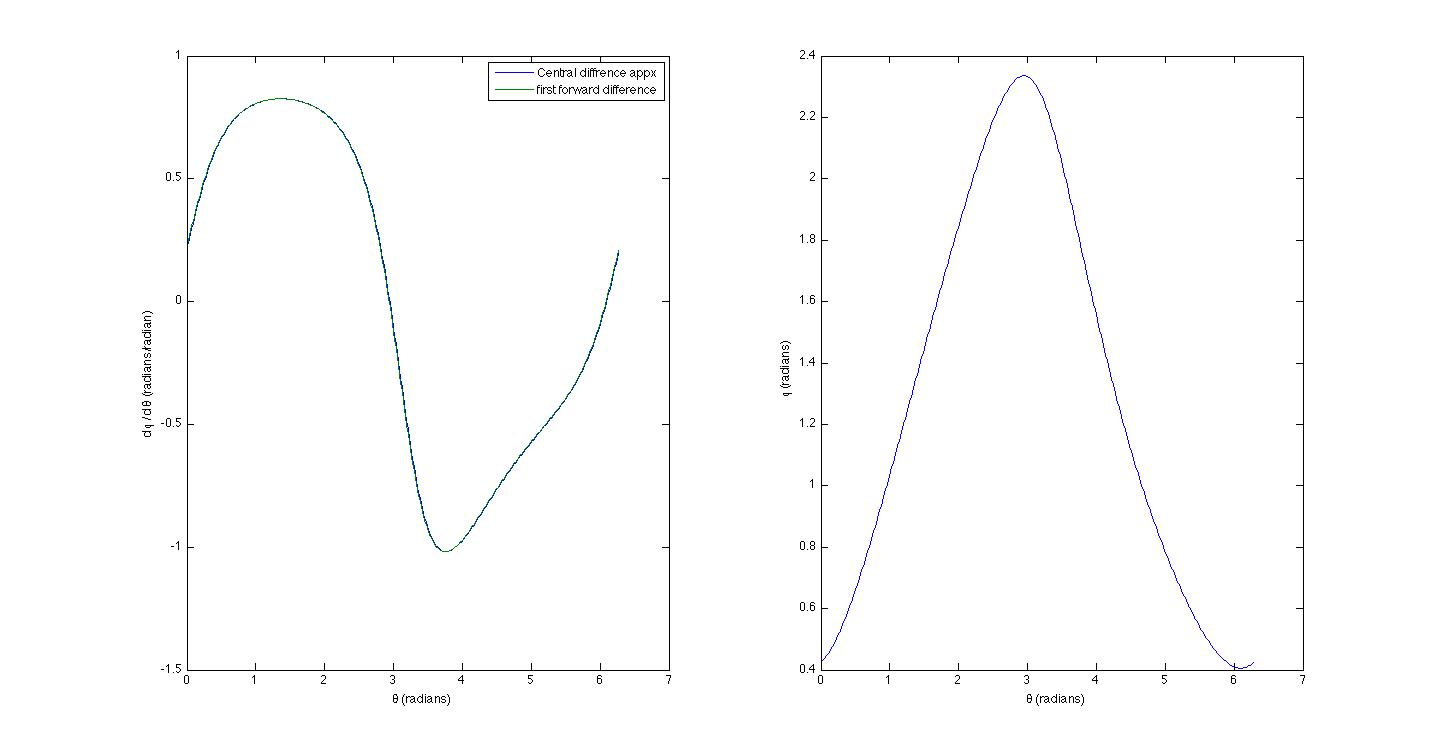 1
0.5
0
-0.5
-1
-1.5
0 1 2 3 4 5 6 7
θ (radians)
dq / dθ (radians/radian)
Central diffrence appx
first forward difference
2.4
2.2
2
1.8
1.6
1.4
1.2
1
0.8
0.6
0.4
0 1 2 3 4 5 6 7
θ (radians)
q (radians)